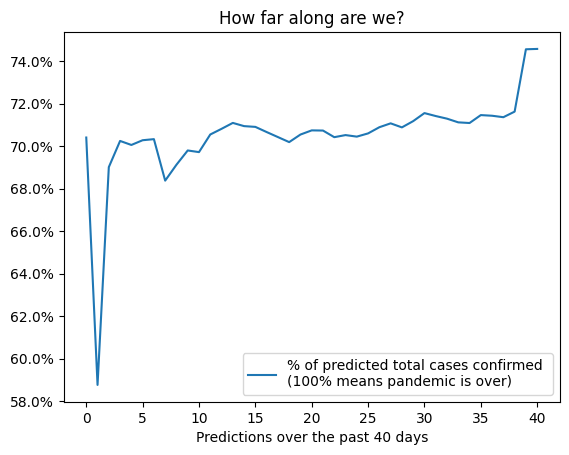 How far along are we?
74.0%
72.0%
70.0%
68.0%
66.0%
64.0%
62.0%
60.0%
58.0%
% of predicted total cases confirmed
(100% means pandemic is over)
0 5 10 15 20 25 30 35 40
Predictions over the past 40 days